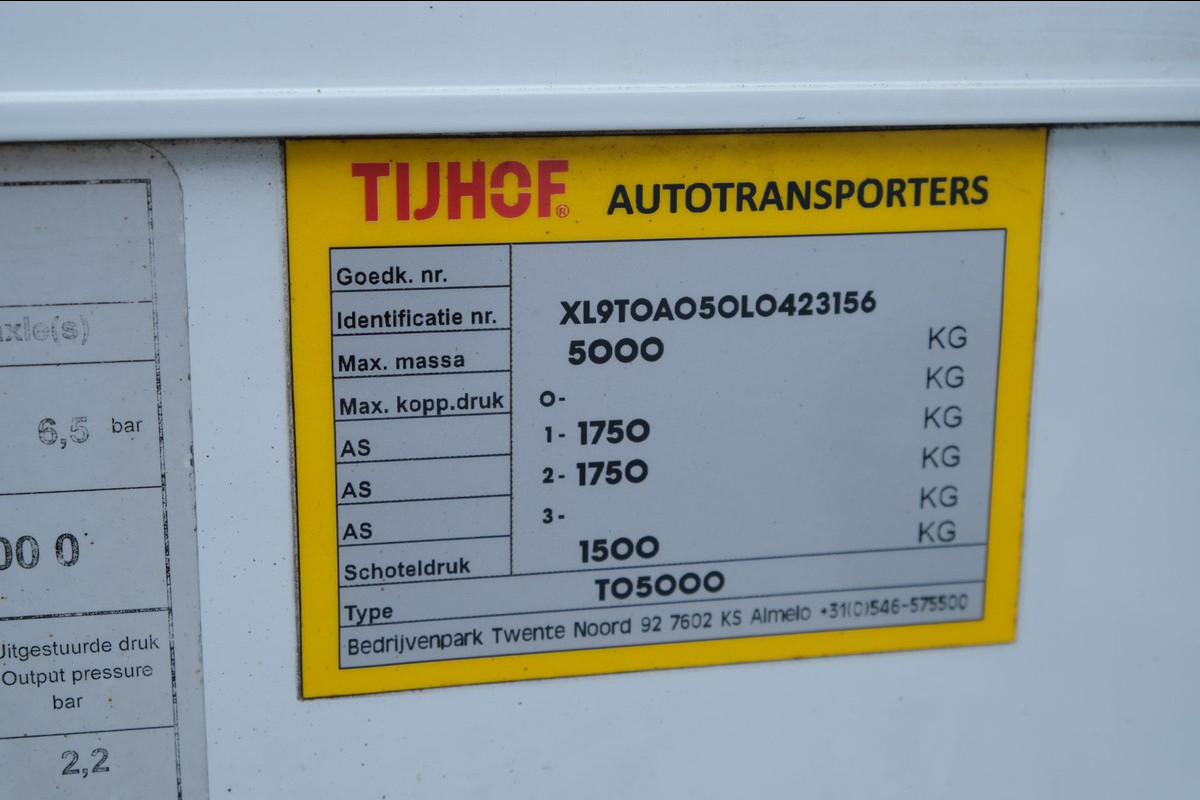 TIJHOF® AUTOTRANSPORTERS
Goedk. nr.
Identificatie nr. XL9TOAO5OLO423156
Max. massa 5000 KG
Max. kopp.druk 0- KG
AS 1- 1750 KG
AS 2- 1750 KG
AS 3- KG
Schoteldruk 1500 KG
Type TO5000
Bedrijvenpark Twente Noord 92 7602 KS Almelo +31(0)546-575500
6,5 bar
00 0
Uitgestuurde druk
Output pressure
bar
2,2